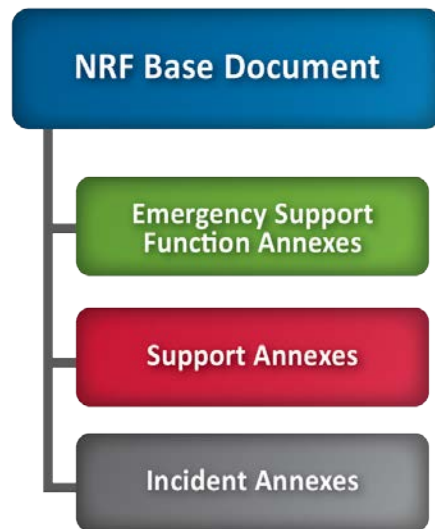 NRF Base Document
Emergency Support
Function Annexes
Support Annexes
Incident Annexes